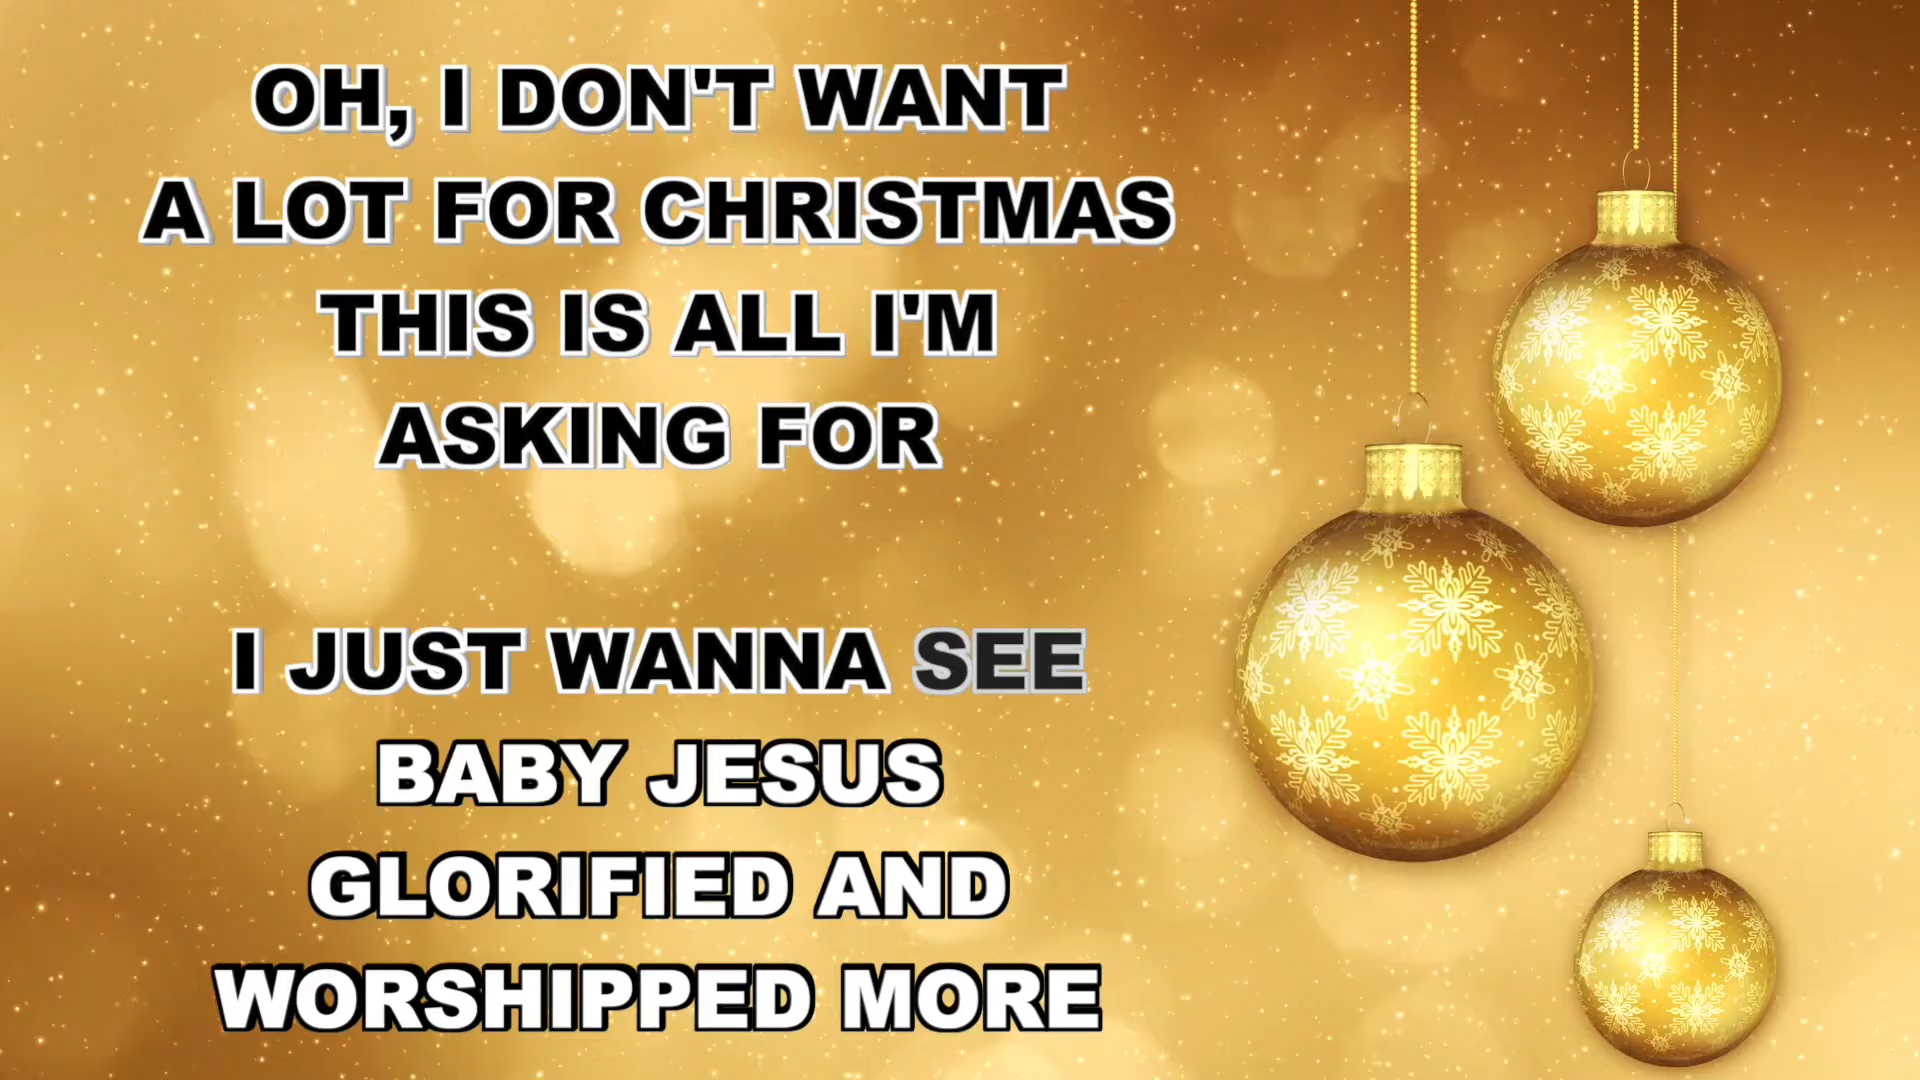 OH, I DON'T WANT
A LOT FOR CHRISTMAS
THIS IS ALL I'M
ASKING FOR
I JUST WANNA SEE
BABY JESUS
GLORIFIED AND
WORSHIPPED MORE